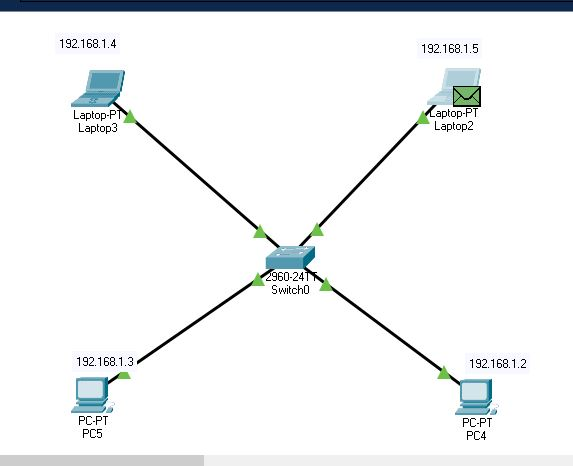 192.168.1.4
192.168.1.5
Laptop-PT
Laptop3
Laptop-PT
Laptop2
2960-24TT
Switch0
192.168.1.3
192.168.1.2
PC-PT
PC5
PC-PT
PC4